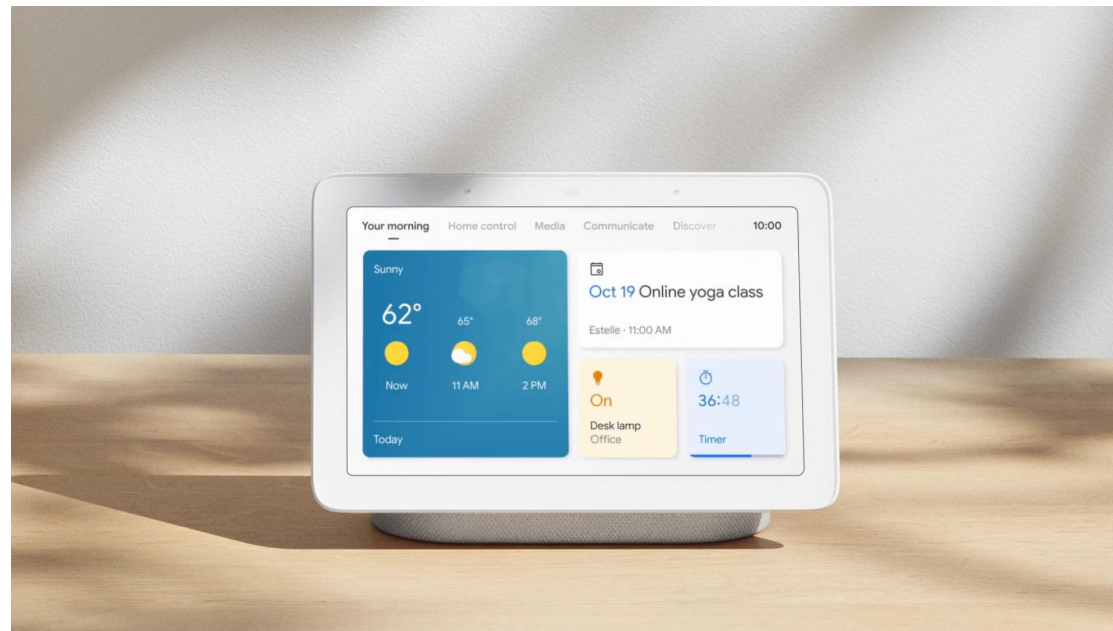 Your morning Home control Media Communicate Discover 10:00
Sunny
62° 65° 68°
Now 11 AM 2 PM
Today
Oct 19 Online yoga class
Estelle · 11:00 AM
On
Desk lamp
Office
36:48
Timer